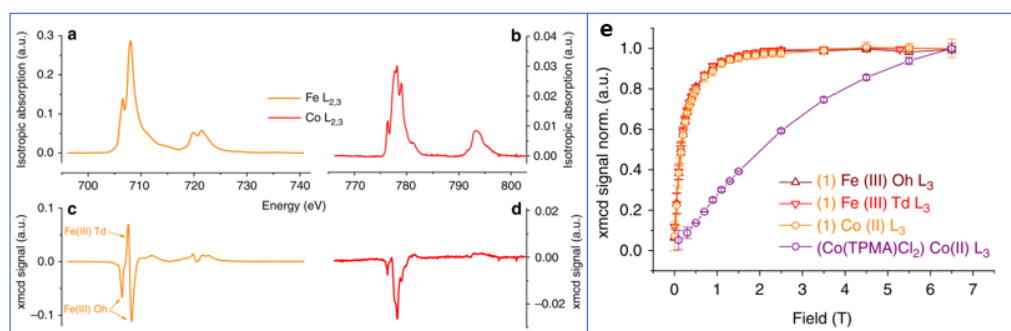 a
Isotropic absorption (a.u.)
0.3
0.2
0.1
0.0
700
710
720
730
740
Fe L2,3
Co L2,3
b
Isotropic absorption (a.u.)
0.04
0.03
0.02
0.01
0.00
760
770
780
790
800
Energy (eV)
c
xmcd signal (a.u.)
0.1
0.0
−0.1
Fe(III) Td
Fe(III) Oh
d
xmcd signal (a.u.)
0.02
0.00
−0.02
e
xmcd signal norm. (a.u.)
1.0
0.8
0.6
0.4
0.2
0.0
(1) Fe (III) Oh L3
(1) Fe (III) Td L3
(1) Co (II) L3
(Co(TPMA)Cl2) Co(II) L3
0
1
2
3
4
5
6
7
Field (T)